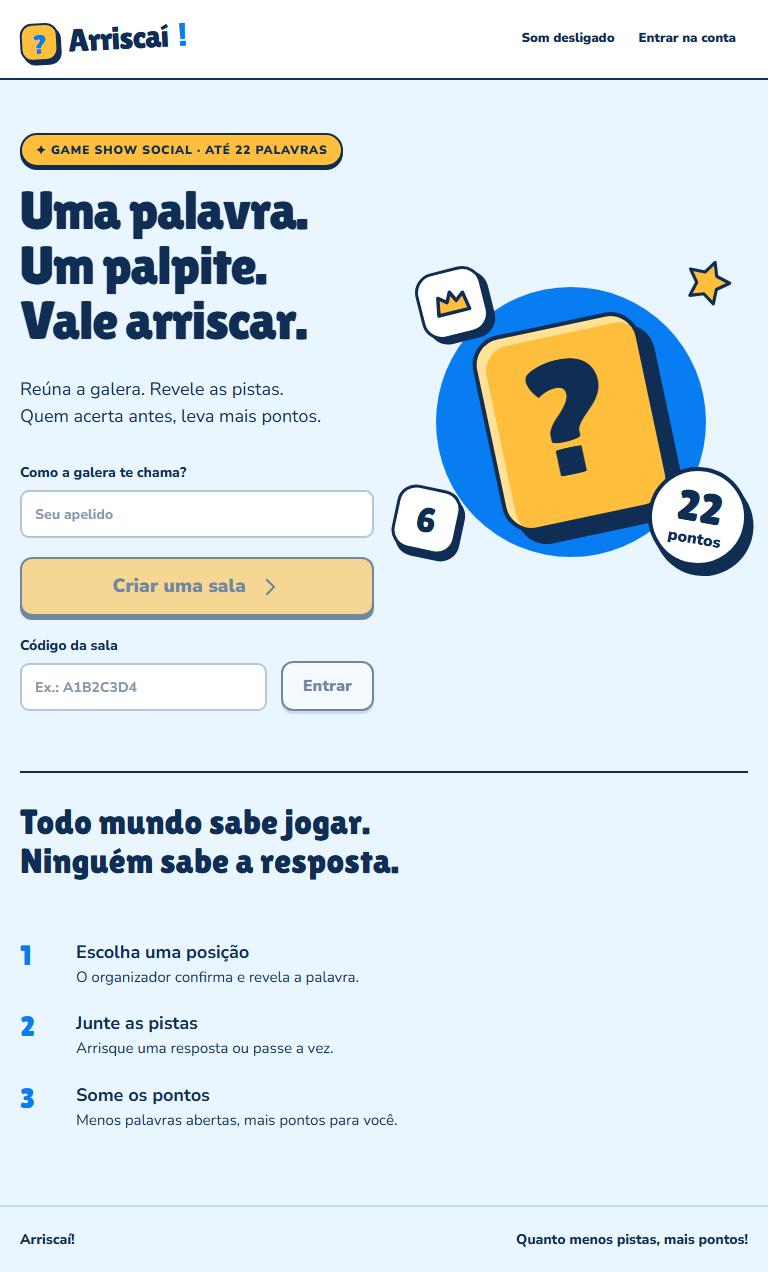 ?
Arriscaí !
Som desligado
Entrar na conta
✦ GAME SHOW SOCIAL · ATÉ 22 PALAVRAS
Uma palavra.
Um palpite.
Vale arriscar.
Reúna a galera. Revele as pistas.
Quem acerta antes, leva mais pontos.
Como a galera te chama?
Seu apelido
Criar uma sala
Código da sala
Ex.: A1B2C3D4
Entrar
?
6
22
pontos
Todo mundo sabe jogar.
Ninguém sabe a resposta.
1
Escolha uma posição
O organizador confirma e revela a palavra.
2
Junte as pistas
Arrisque uma resposta ou passe a vez.
3
Some os pontos
Menos palavras abertas, mais pontos para você.
Arriscaí!
Quanto menos pistas, mais pontos!